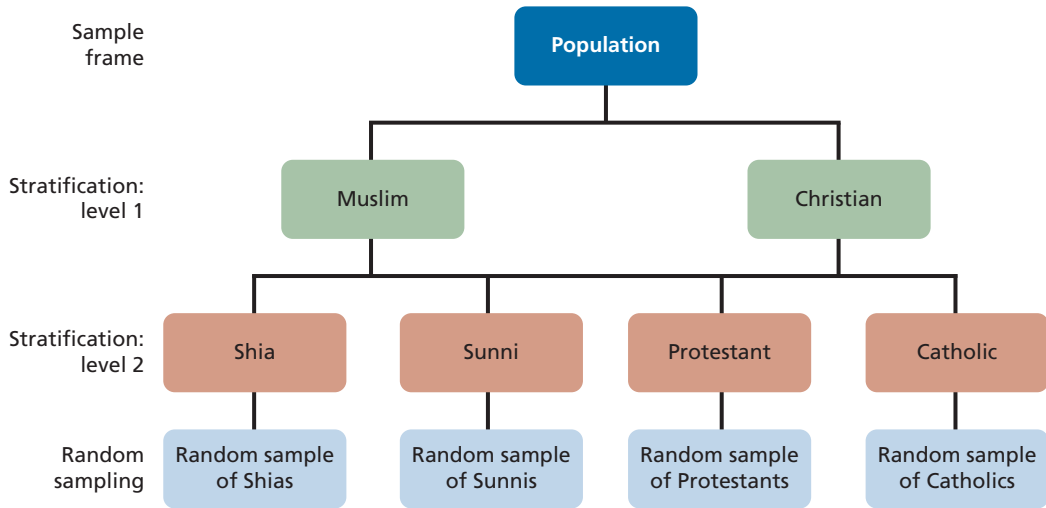 Sample
frame
Population
Stratification:
level 1
Muslim
Christian
Stratification:
level 2
Shia
Sunni
Protestant
Catholic
Random
sampling
Random sample
of Shias
Random sample
of Sunnis
Random sample
of Protestants
Random sample
of Catholics